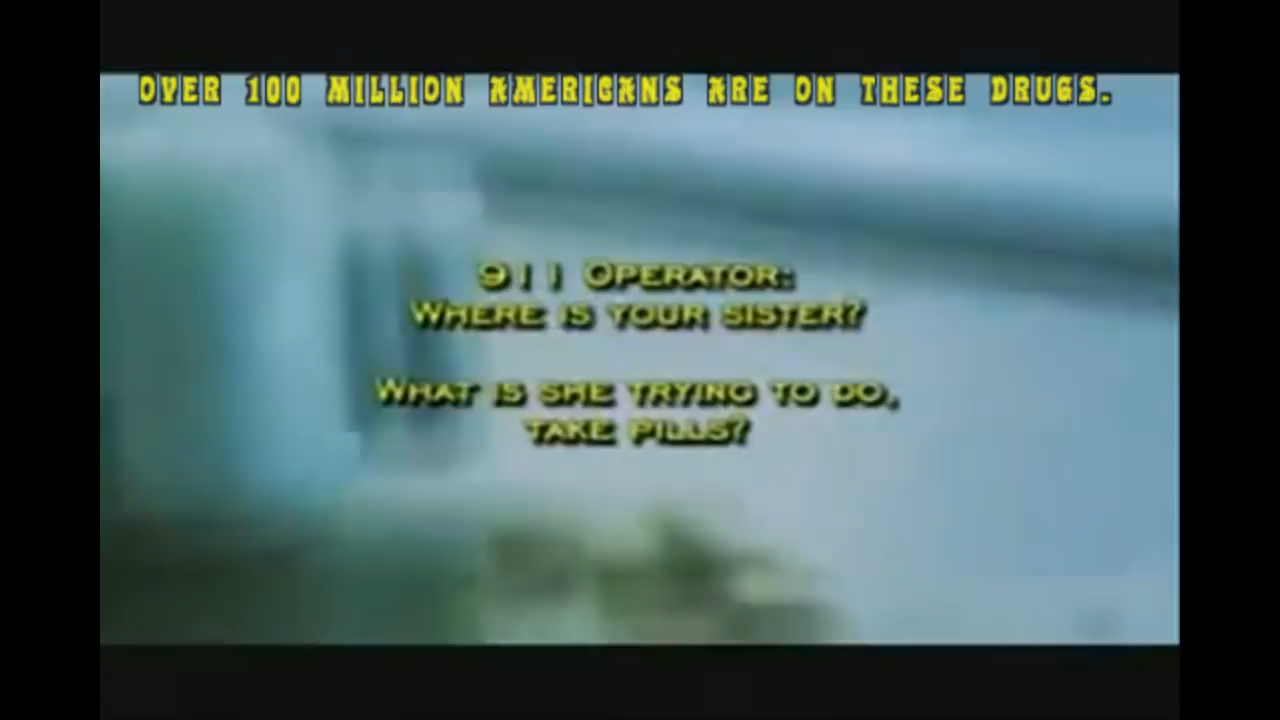 OVER 100 MILLION AMERICANS ARE ON THESE DRUGS.
911 OPERATOR:
WHERE IS YOUR SISTER?
WHAT IS SHE TRYING TO DO,
TAKE PILLS?